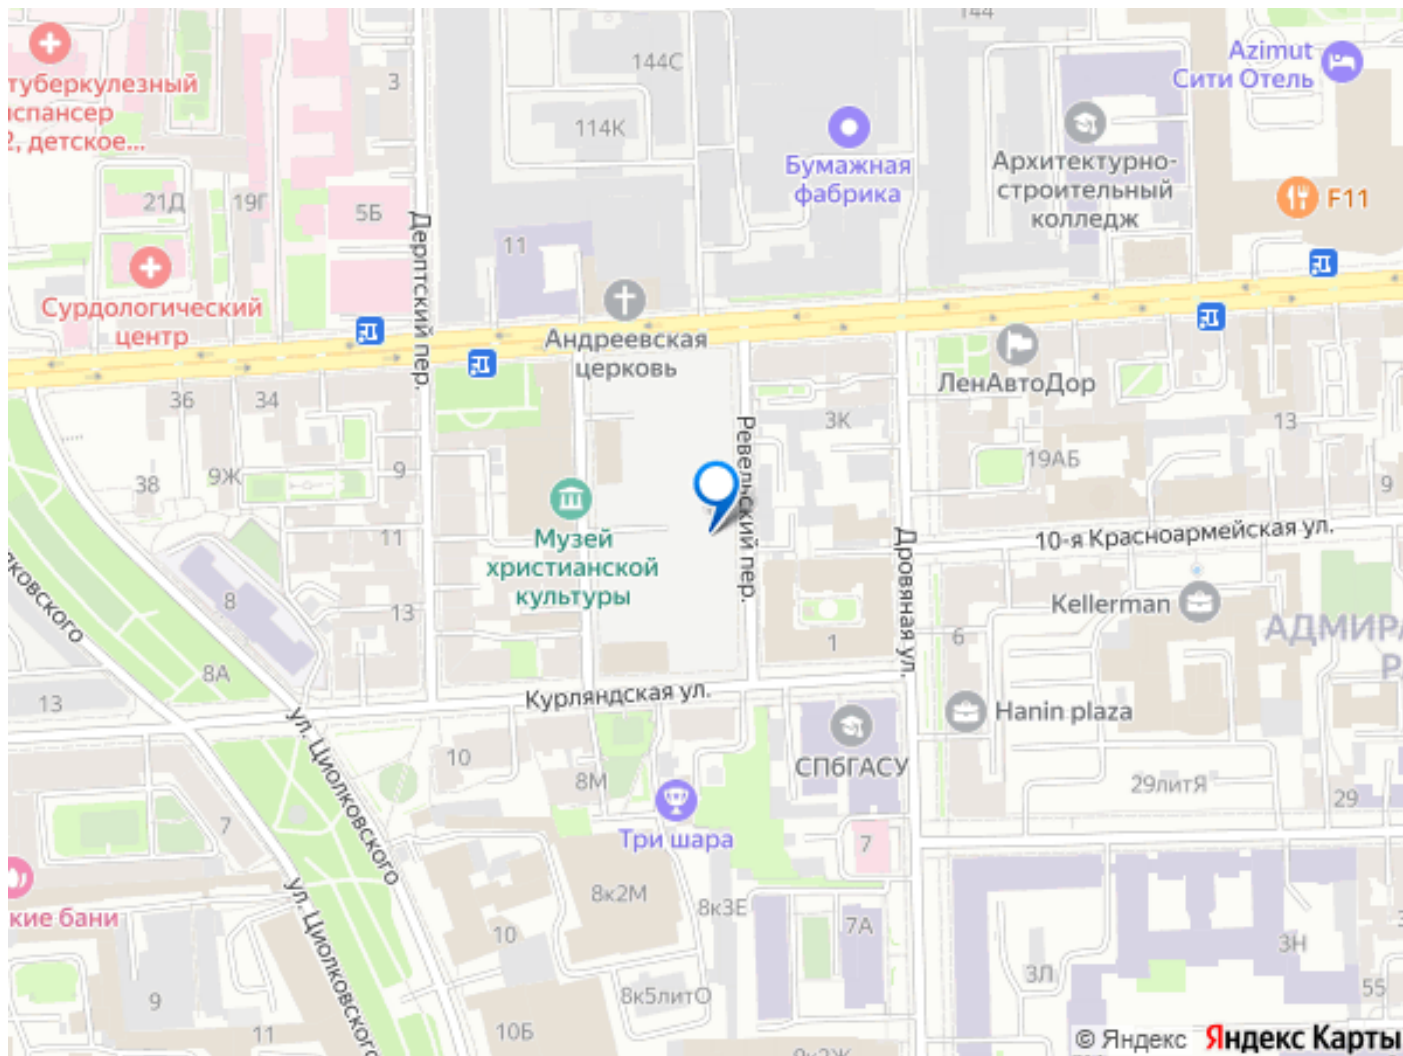 144
144С
Azimut
Сити Отель
3
туберкулезный
испансер
2, детское...
114К
Бумажная
фабрика
Архитектурно-
строительный
колледж
F11
21Д
19Г
5Б
Дерптский пер.
11
Сурдологический
центр
Андреевская
церковь
ЛенАвтоДор
36
34
3К
13
Ревельский пер.
38
9Ж
9
19АБ
9
11
Музей
христианской
культуры
10-я Красноармейская ул.
Дровяная ул.
8
13
1
6
Kellerman
АДМИРА
Р
олковского
8А
13
Курляндская ул.
Hanin plaza
ул. Циолковского
10
8М
СПбГАСУ
29литЯ
29
7
Три шара
7
кие бани
ул. Циолковского
8к2М
8к3Е
7А
10
3Н
3Л
9
11
8к5литО
10Б
55
© Яндекс Яндекс Карты